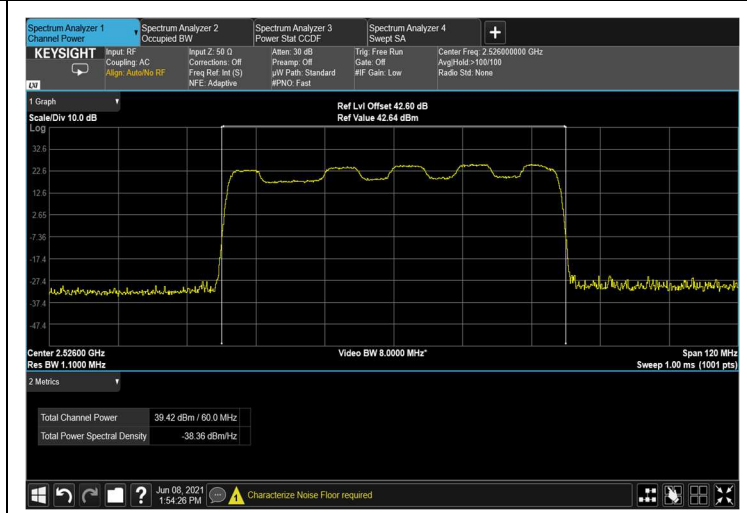 Spectrum Analyzer 1
Channel Power
Spectrum Analyzer 2
Occupied BW
Spectrum Analyzer 3
Power Stat CCDF
Spectrum Analyzer 4
Swept SA
+
KEYSIGHT
LXI
Input: RF
Coupling: AC
Align: Auto/No RF
Input Z: 50 Ω
Corrections: Off
Freq Ref: Int (S)
NFE: Adaptive
Atten: 30 dB
Preamp: Off
µW Path: Standard
#PNO: Fast
Trig: Free Run
Gate: Off
#IF Gain: Low
Center Freq: 2.526000000 GHz
Avg|Hold:>100/100
Radio Std: None
1 Graph
Scale/Div 10.0 dB
Ref Lvl Offset 42.60 dB
Ref Value 42.64 dBm
Log
32.6
22.6
12.6
2.65
-7.36
-17.4
-27.4
-37.4
-47.4
Center 2.52600 GHz
Video BW 8.0000 MHz*
Span 120 MHz
Res BW 1.1000 MHz
Sweep 1.00 ms (1001 pts)
2 Metrics
Total Channel Power 39.42 dBm / 60.0 MHz
Total Power Spectral Density -38.36 dBm/Hz
?
Jun 08, 2021
1:54:26 PM
1
Characterize Noise Floor required